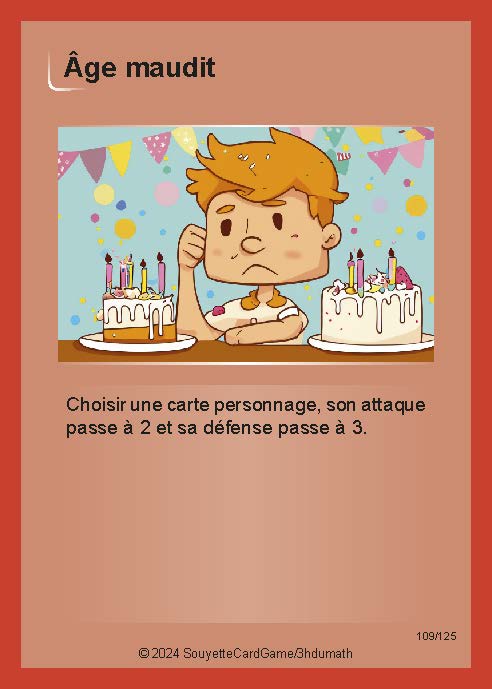 Âge maudit
Choisir une carte personnage, son attaque
passe à 2 et sa défense passe à 3.
109/125
© 2024 SouyetteCardGame/3hdumath